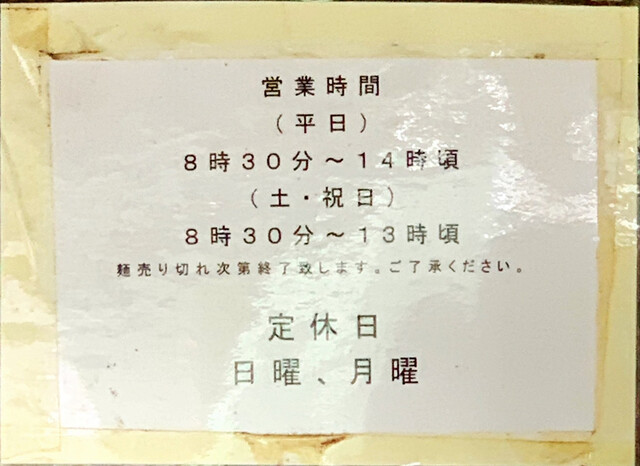 営業時間
(平日)
8時30分～14時頃
(土・祝日)
8時30分～13時頃
麺売り切れ次第終了致します。ご了承ください。
定休日
日曜、月曜